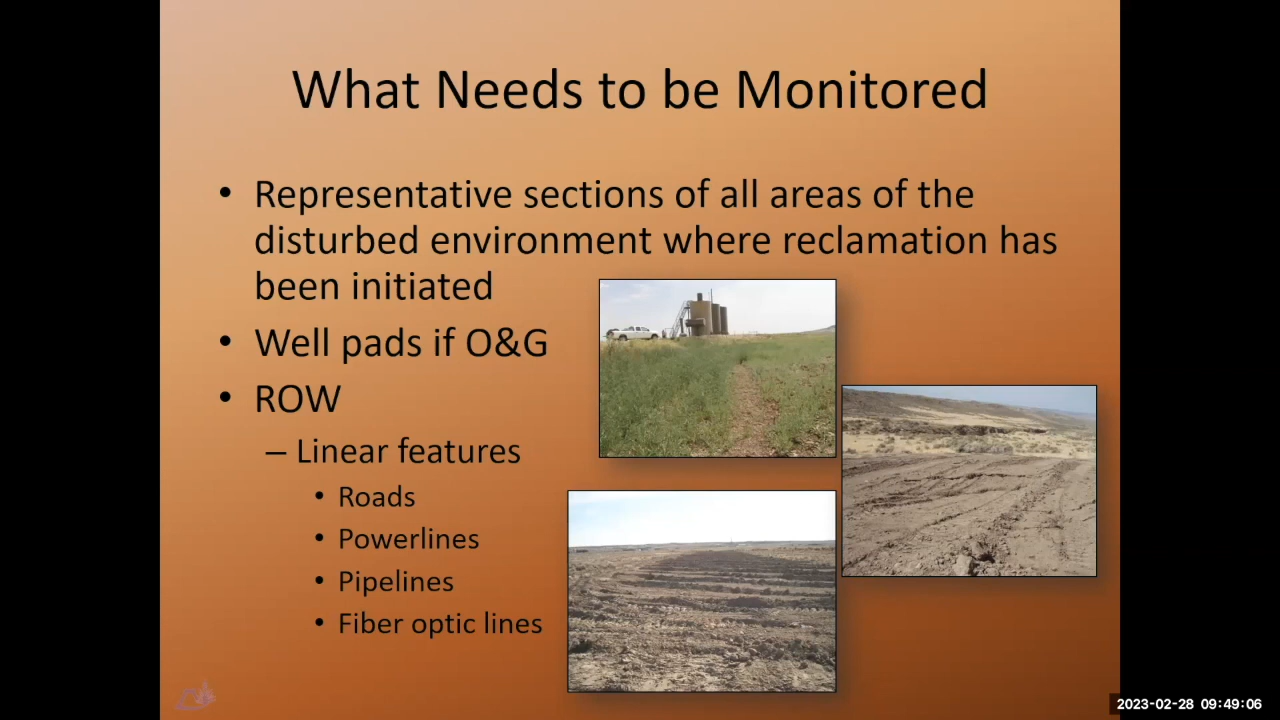 What Needs to be Monitored
• Representative sections of all areas of the
disturbed environment where reclamation has
been initiated
• Well pads if O&G
• ROW
– Linear features
• Roads
• Powerlines
• Pipelines
• Fiber optic lines
2023-02-28 09:49:06